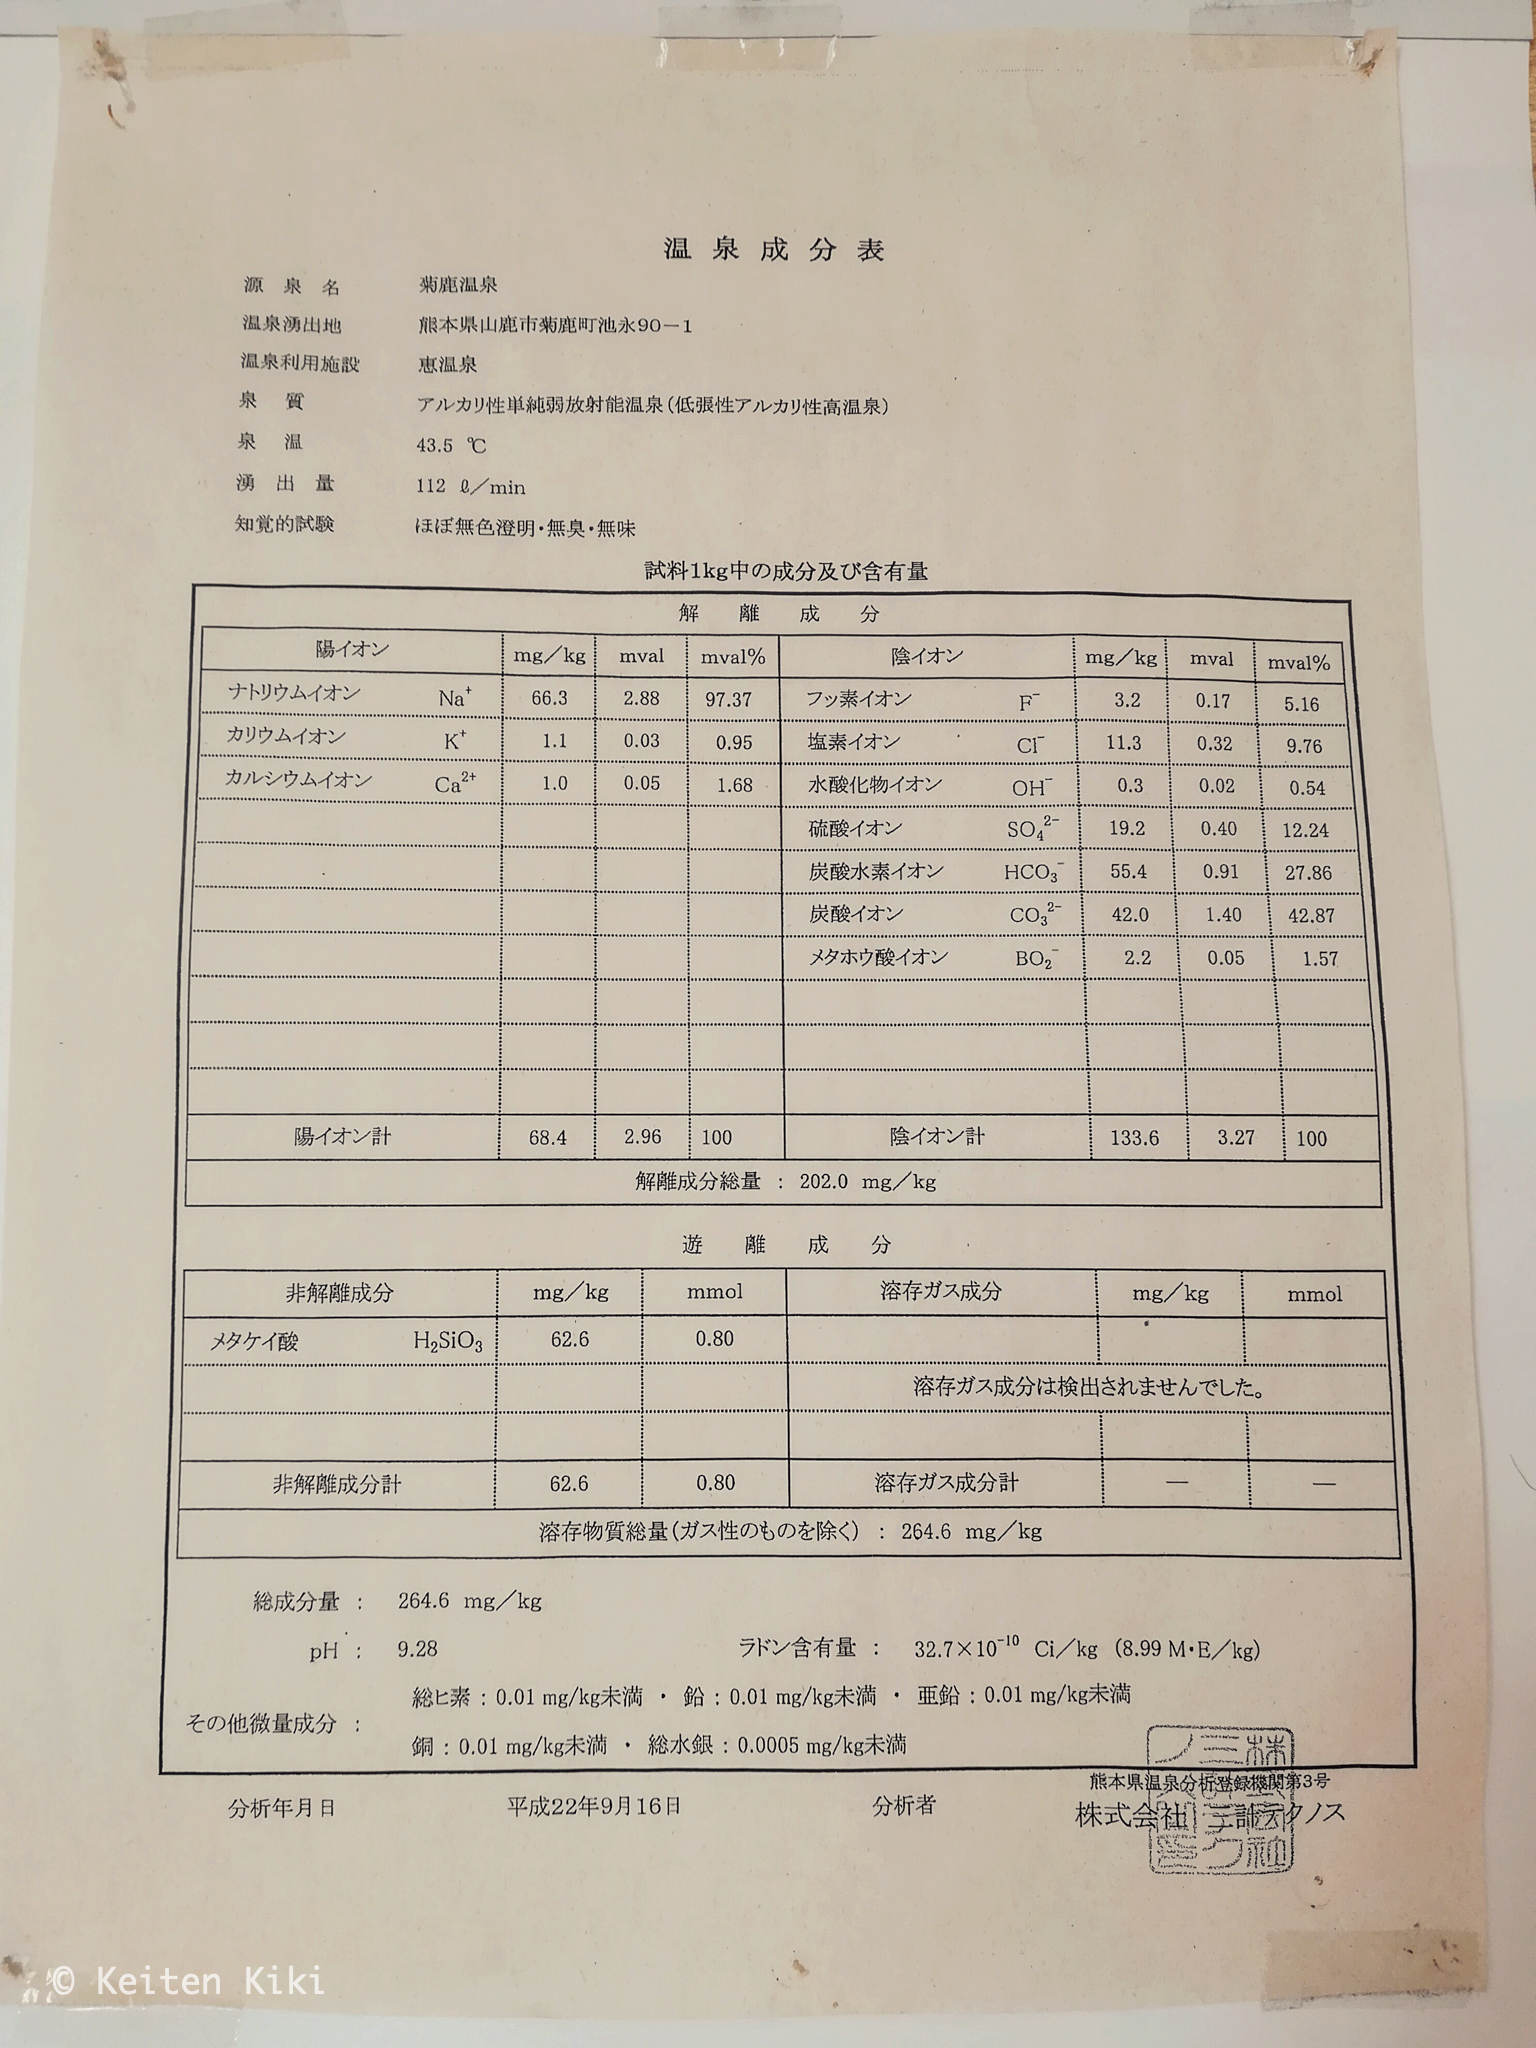 温泉成分表
源泉名 菊鹿温泉
温泉湧出地 熊本県山鹿市菊鹿町池永90-1
温泉利用施設 恵温泉
泉質 アルカリ性単純弱放射能温泉(低張性アルカリ性高温泉)
泉温 43.5 ℃
湧出量 112 ℓ/min
知覚的試験 ほぼ無色澄明・無臭・無味
試料1kg中の成分及び含有量
解離成分
陽イオン mg/kg mval mval% 陰イオン mg/kg mval mval%
ナトリウムイオン Na⁺ 66.3 2.88 97.37 フッ素イオン F⁻ 3.2 0.17 5.16
カリウムイオン K⁺ 1.1 0.03 0.95 塩素イオン Cl⁻ 11.3 0.32 9.76
カルシウムイオン Ca²⁺ 1.0 0.05 1.68 水酸化物イオン OH⁻ 0.3 0.02 0.54
硫酸イオン SO₄²⁻ 19.2 0.40 12.24
炭酸水素イオン HCO₃⁻ 55.4 0.91 27.86
炭酸イオン CO₃²⁻ 42.0 1.40 42.87
メタホウ酸イオン BO₂⁻ 2.2 0.05 1.57
陽イオン計 68.4 2.96 100 陰イオン計 133.6 3.27 100
解離成分総量 : 202.0 mg/kg
遊離成分
非解離成分 mg/kg mmol 溶存ガス成分 mg/kg mmol
メタケイ酸 H₂SiO₃ 62.6 0.80
溶存ガス成分は検出されませんでした。
非解離成分計 62.6 0.80 溶存ガス成分計 — —
溶存物質総量(ガス性のものを除く) : 264.6 mg/kg
総成分量 : 264.6 mg/kg
pH : 9.28 ラドン含有量 : 32.7×10⁻¹⁰ Ci/kg (8.99 M・E/kg)
その他微量成分 : 総ヒ素 : 0.01 mg/kg未満 ・ 鉛 : 0.01 mg/kg未満 ・ 亜鉛 : 0.01 mg/kg未満
銅 : 0.01 mg/kg未満 ・ 総水銀 : 0.0005 mg/kg未満
熊本県温泉分析登録機関第3号
分析年月日 平成22年9月16日 分析者 株式会社 三計テクノス
© Keiten Kiki